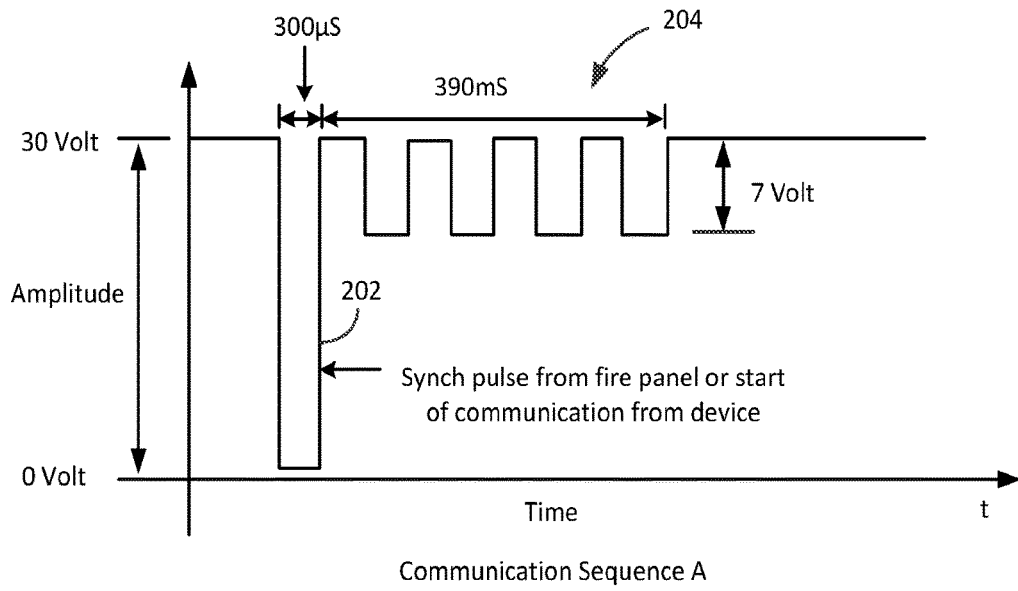 300µS
204
390mS
30 Volt
7 Volt
Amplitude
202
Synch pulse from fire panel or start
of communication from device
0 Volt
Time
t
Communication Sequence A